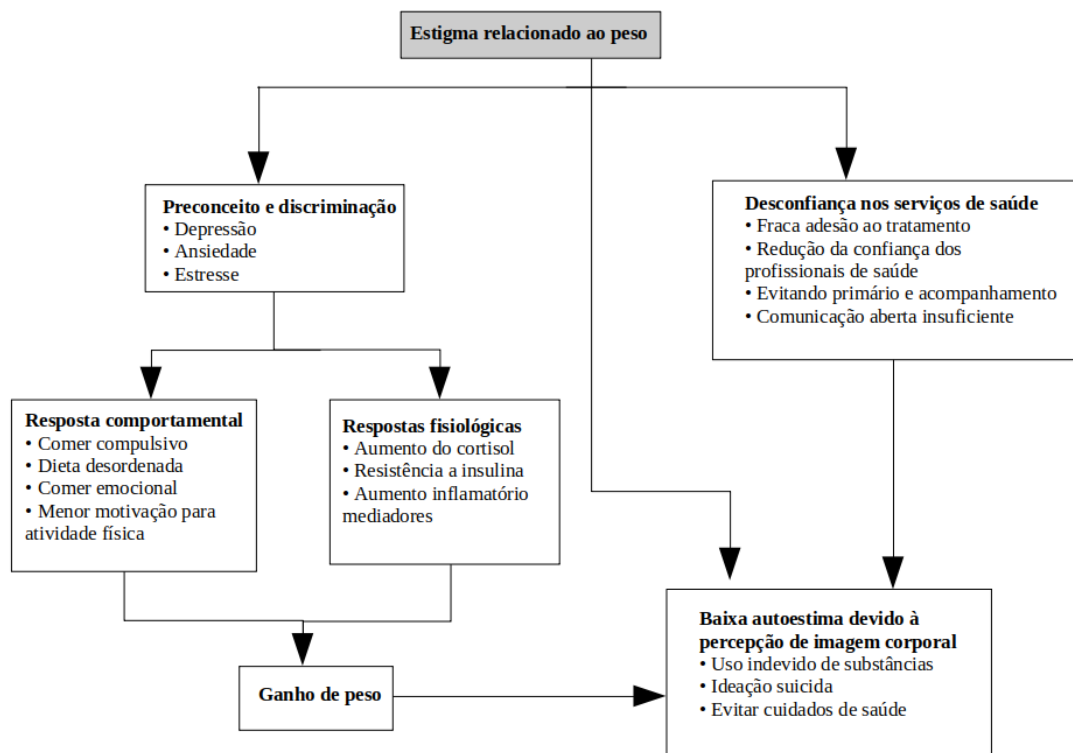 Estigma relacionado ao peso
Preconceito e discriminação
• Depressão
• Ansiedade
• Estresse
Desconfiança nos serviços de saúde
• Fraca adesão ao tratamento
• Redução da confiança dos
profissionais de saúde
• Evitando primário e acompanhamento
• Comunicação aberta insuficiente
Resposta comportamental
• Comer compulsivo
• Dieta desordenada
• Comer emocional
• Menor motivação para
atividade física
Respostas fisiológicas
• Aumento do cortisol
• Resistência a insulina
• Aumento inflamatório
mediadores
Ganho de peso
Baixa autoestima devido à
percepção de imagem corporal
• Uso indevido de substâncias
• Ideação suicida
• Evitar cuidados de saúde